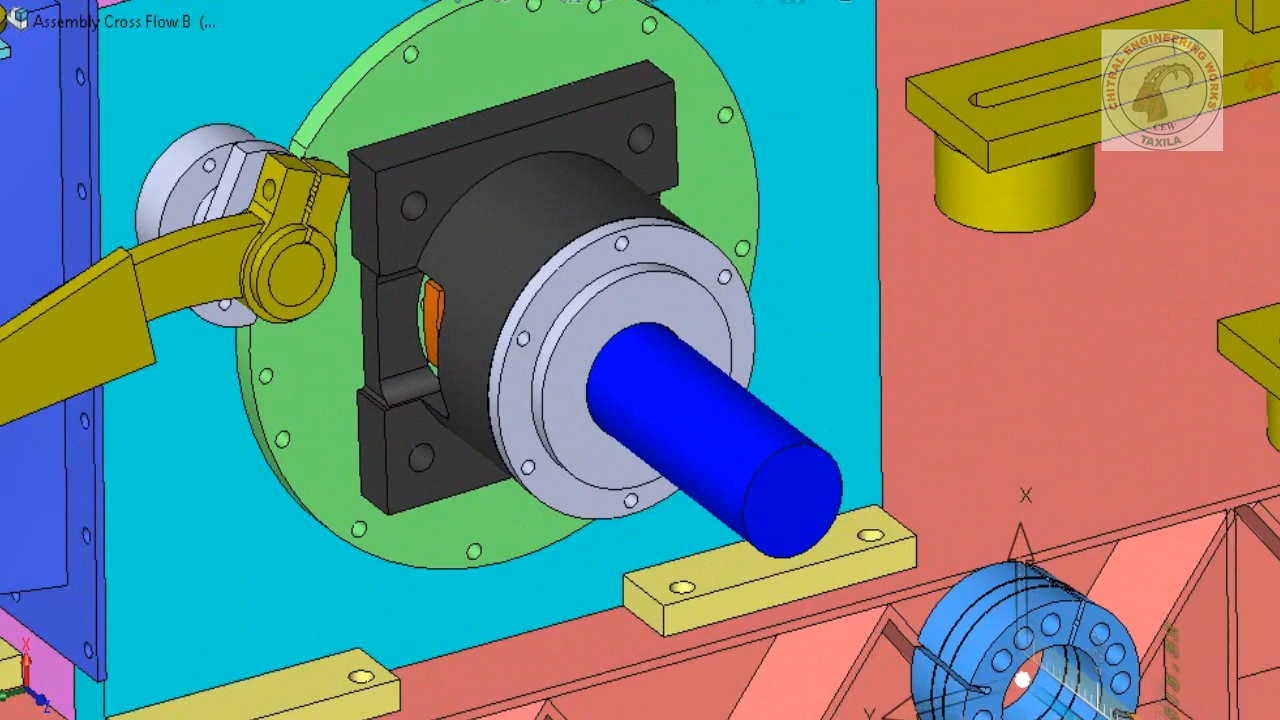 Assembly Cross Flow B (...
CHITRAL ENGINEERING WORKS
CEW
TAXILA
X
Y
X
Z